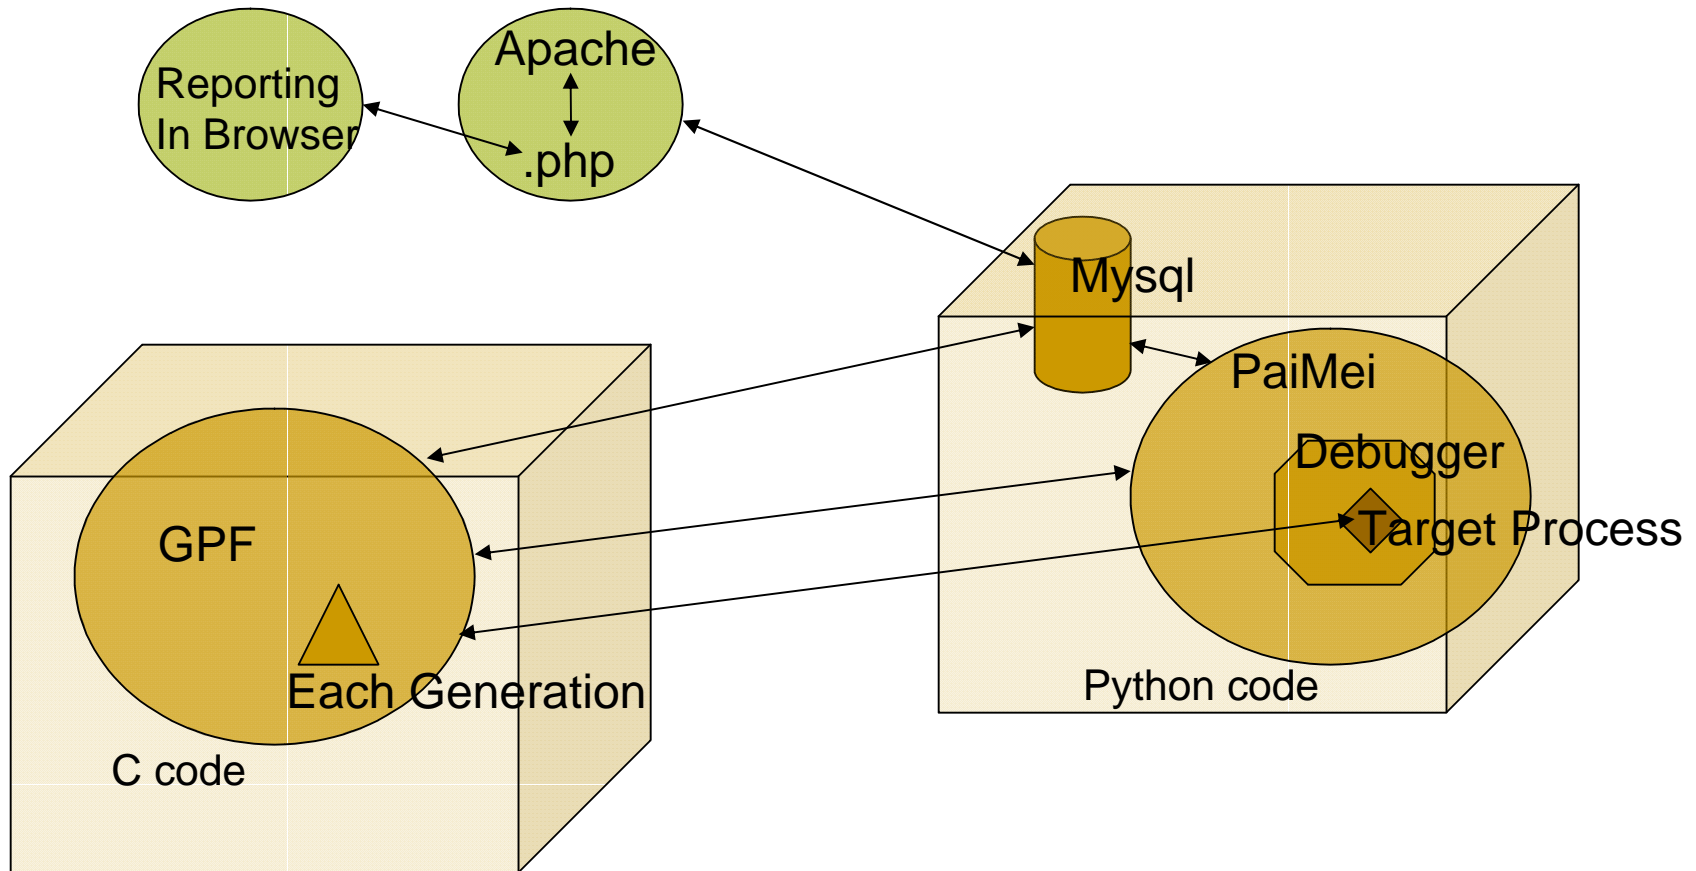 Reporting
In Browser
Apache
.php
Mysql
PaiMei
Debugger
Target Process
Python code
GPF
Each Generation
C code